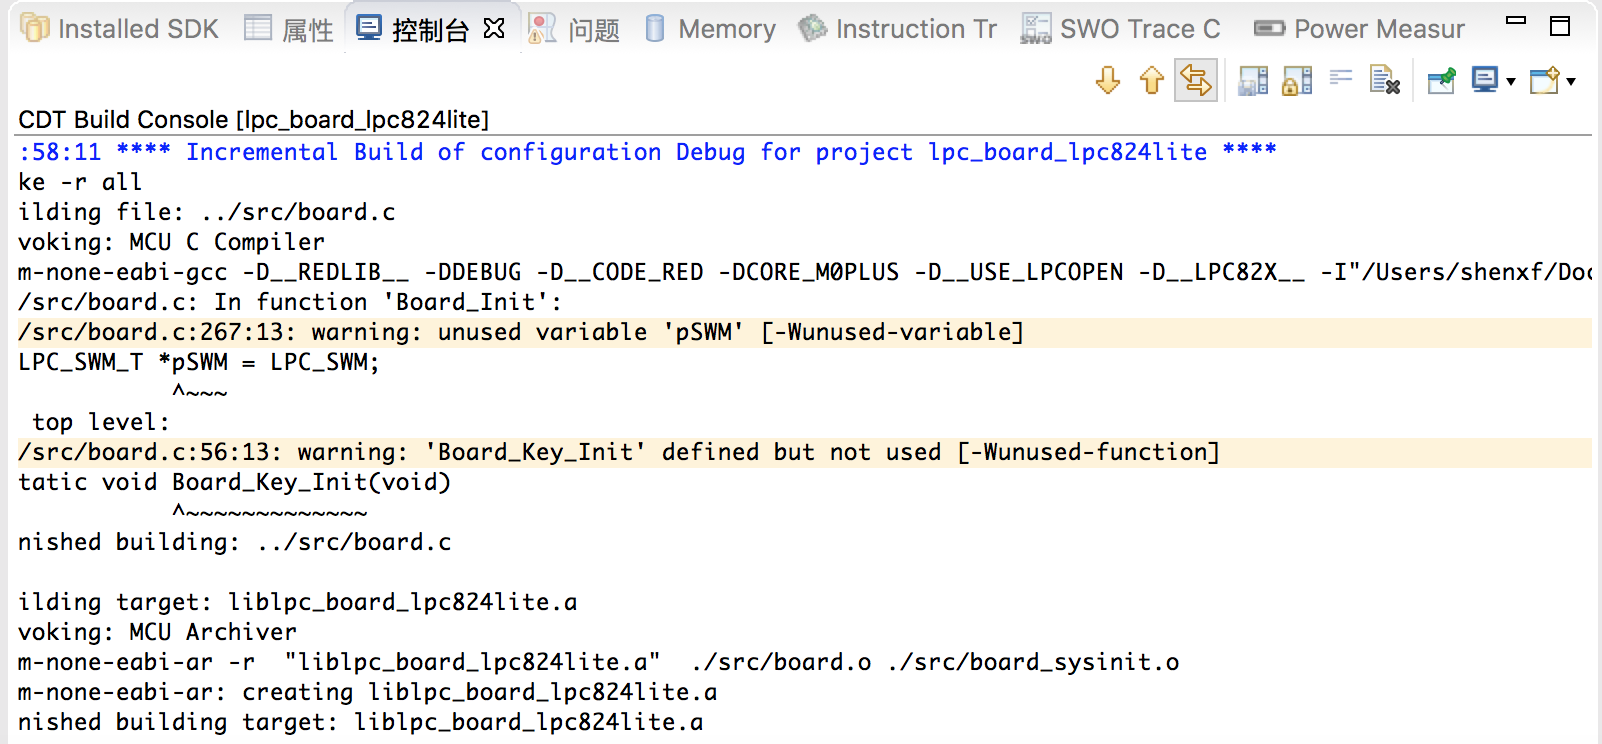 Installed SDK 属性 控制台 问题 Memory Instruction Tr SWO Trace C Power Measur
CDT Build Console [lpc_board_lpc824lite]
:58:11 **** Incremental Build of configuration Debug for project lpc_board_lpc824lite ****
ke -r all
ilding file: ../src/board.c
voking: MCU C Compiler
m-none-eabi-gcc -D__REDLIB__ -DDEBUG -D__CODE_RED -DCORE_M0PLUS -D__USE_LPCOPEN -D__LPC82X__ -I"/Users/shenxf/Doc
/src/board.c: In function 'Board_Init':
/src/board.c:267:13: warning: unused variable 'pSWM' [-Wunused-variable]
LPC_SWM_T *pSWM = LPC_SWM;
^~~~
top level:
/src/board.c:56:13: warning: 'Board_Key_Init' defined but not used [-Wunused-function]
tatic void Board_Key_Init(void)
^~~~~~~~~~~~~~
nished building: ../src/board.c
ilding target: liblpc_board_lpc824lite.a
voking: MCU Archiver
m-none-eabi-ar -r  "liblpc_board_lpc824lite.a"  ./src/board.o ./src/board_sysinit.o
m-none-eabi-ar: creating liblpc_board_lpc824lite.a
nished building target: liblpc_board_lpc824lite.a